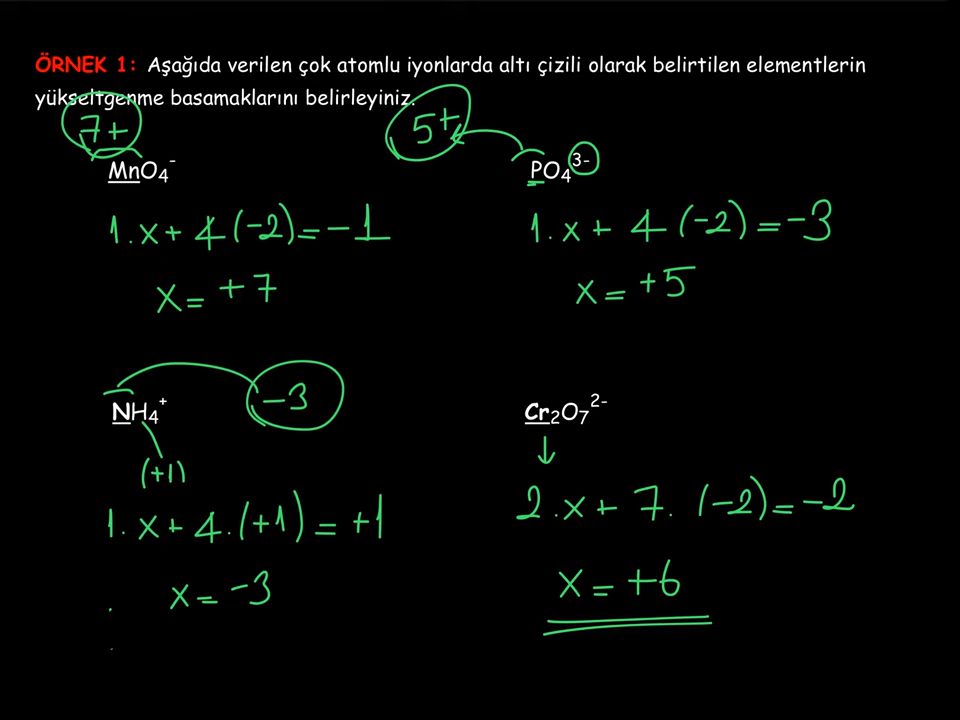 ÖRNEK 1: Aşağıda verilen çok atomlu iyonlarda altı çizili olarak belirtilen elementlerin
yükseltgenme basamaklarını belirleyiniz.
7+
MnO₄⁻
1.x + 4(-2) = -1
x = +7
5+
PO₄³⁻
1.x + 4(-2) = -3
x = +5
-3
NH₄⁺
(+1)
1.x + 4.(+1) = +1
x = -3
Cr₂O₇²⁻
2.x + 7.(-2) = -2
x = +6